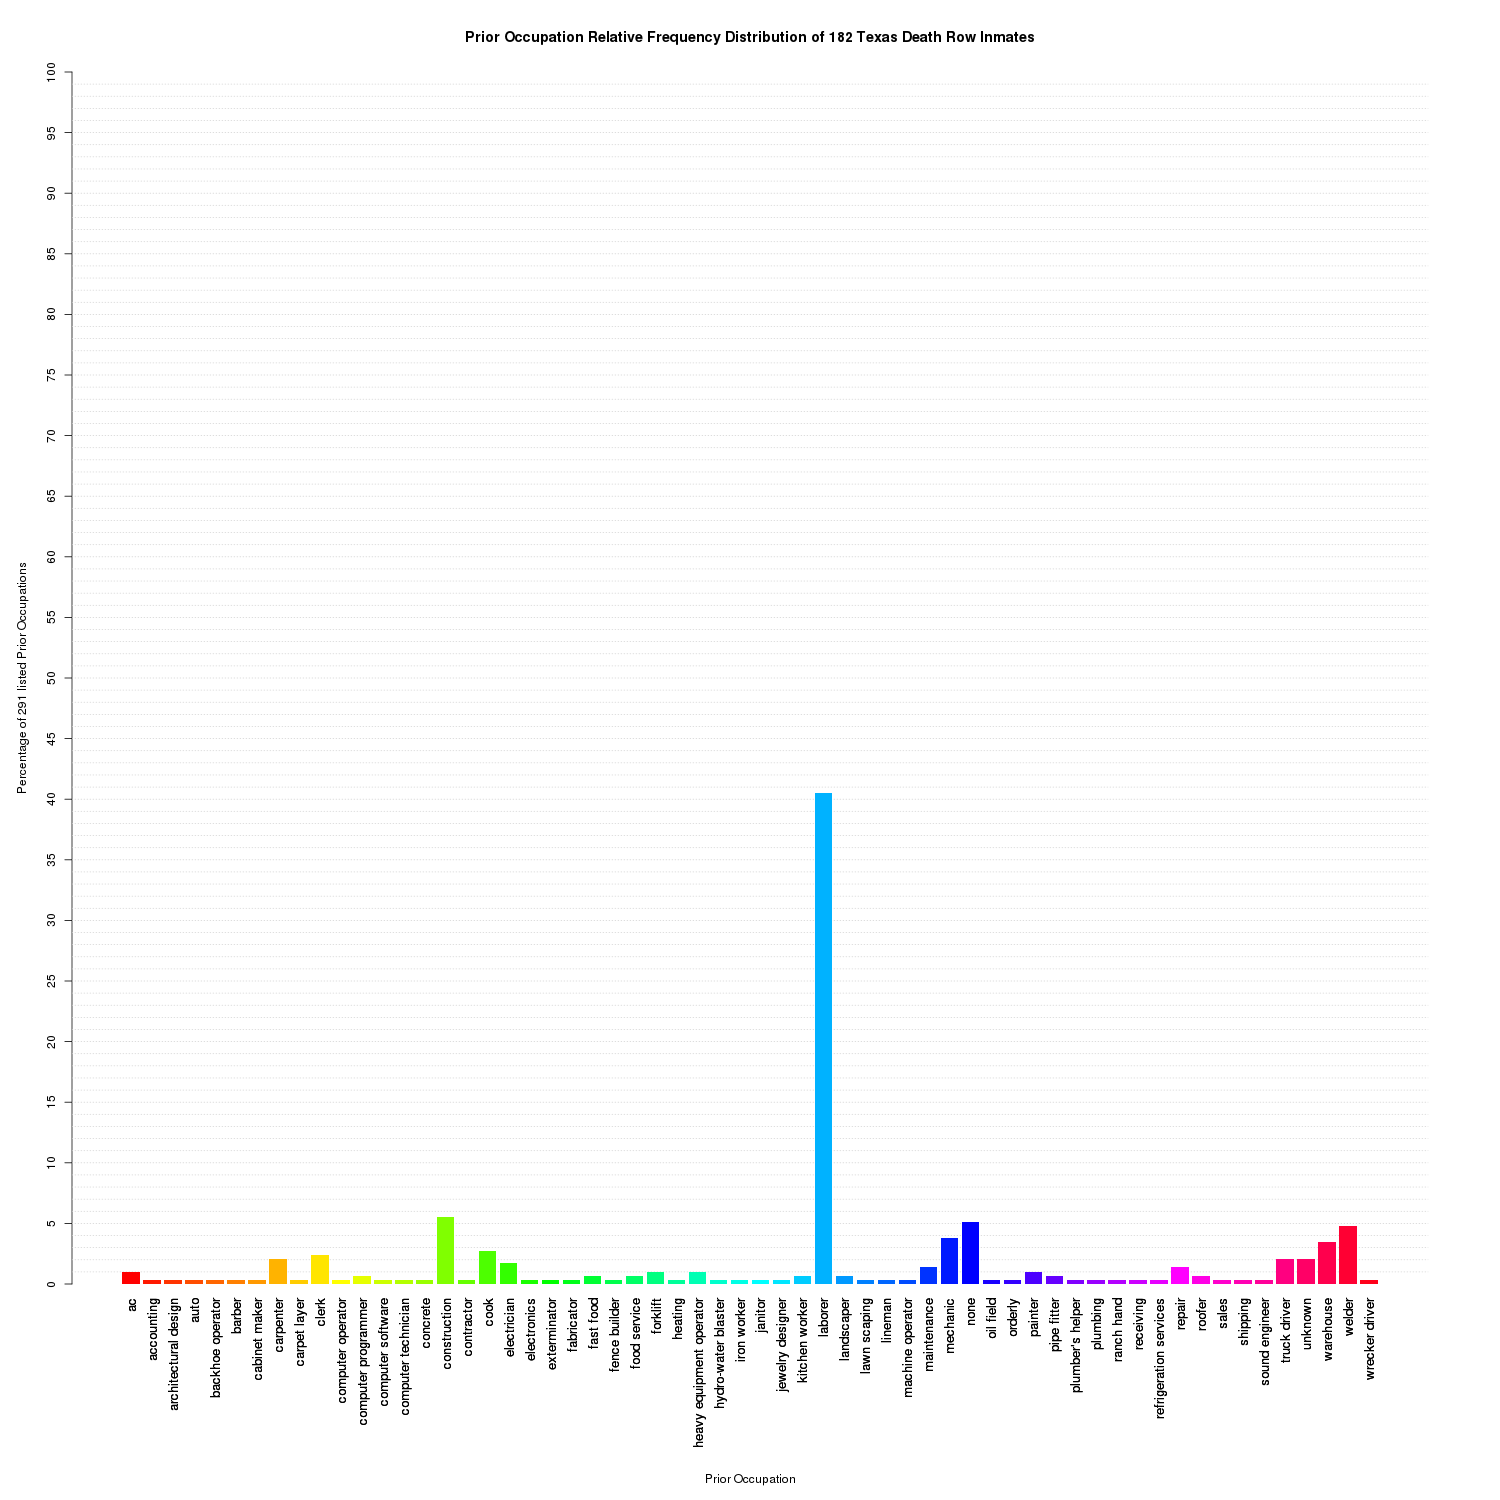 Prior Occupation Relative Frequency Distribution of 182 Texas Death Row Inmates
Percentage of 291 listed Prior Occupations
100
95
90
85
80
75
70
65
60
55
50
45
40
35
30
25
20
15
10
5
0
ac
accounting
architectural design
auto
backhoe operator
barber
cabinet maker
carpenter
carpet layer
clerk
computer operator
computer programmer
computer software
computer technician
concrete
construction
contractor
cook
electrician
electronics
exterminator
fabricator
fast food
fence builder
food service
forklift
heating
heavy equipment operator
hydro-water blaster
iron worker
janitor
jewelry designer
kitchen worker
laborer
landscaper
lawn scaping
lineman
machine operator
maintenance
mechanic
none
oil field
orderly
painter
pipe fitter
plumber's helper
plumbing
ranch hand
receiving
refrigeration services
repair
roofer
sales
shipping
sound engineer
truck driver
unknown
warehouse
welder
wrecker driver
Prior Occupation